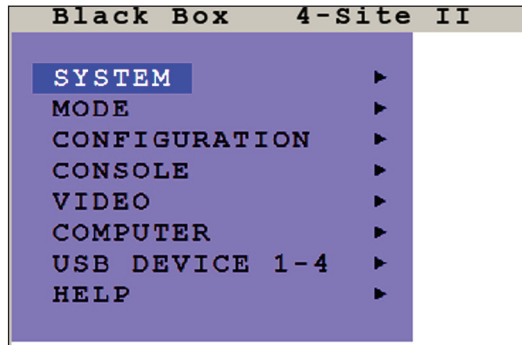 Black Box 4-Site II
SYSTEM
MODE
CONFIGURATION
CONSOLE
VIDEO
COMPUTER
USB DEVICE 1-4
HELP